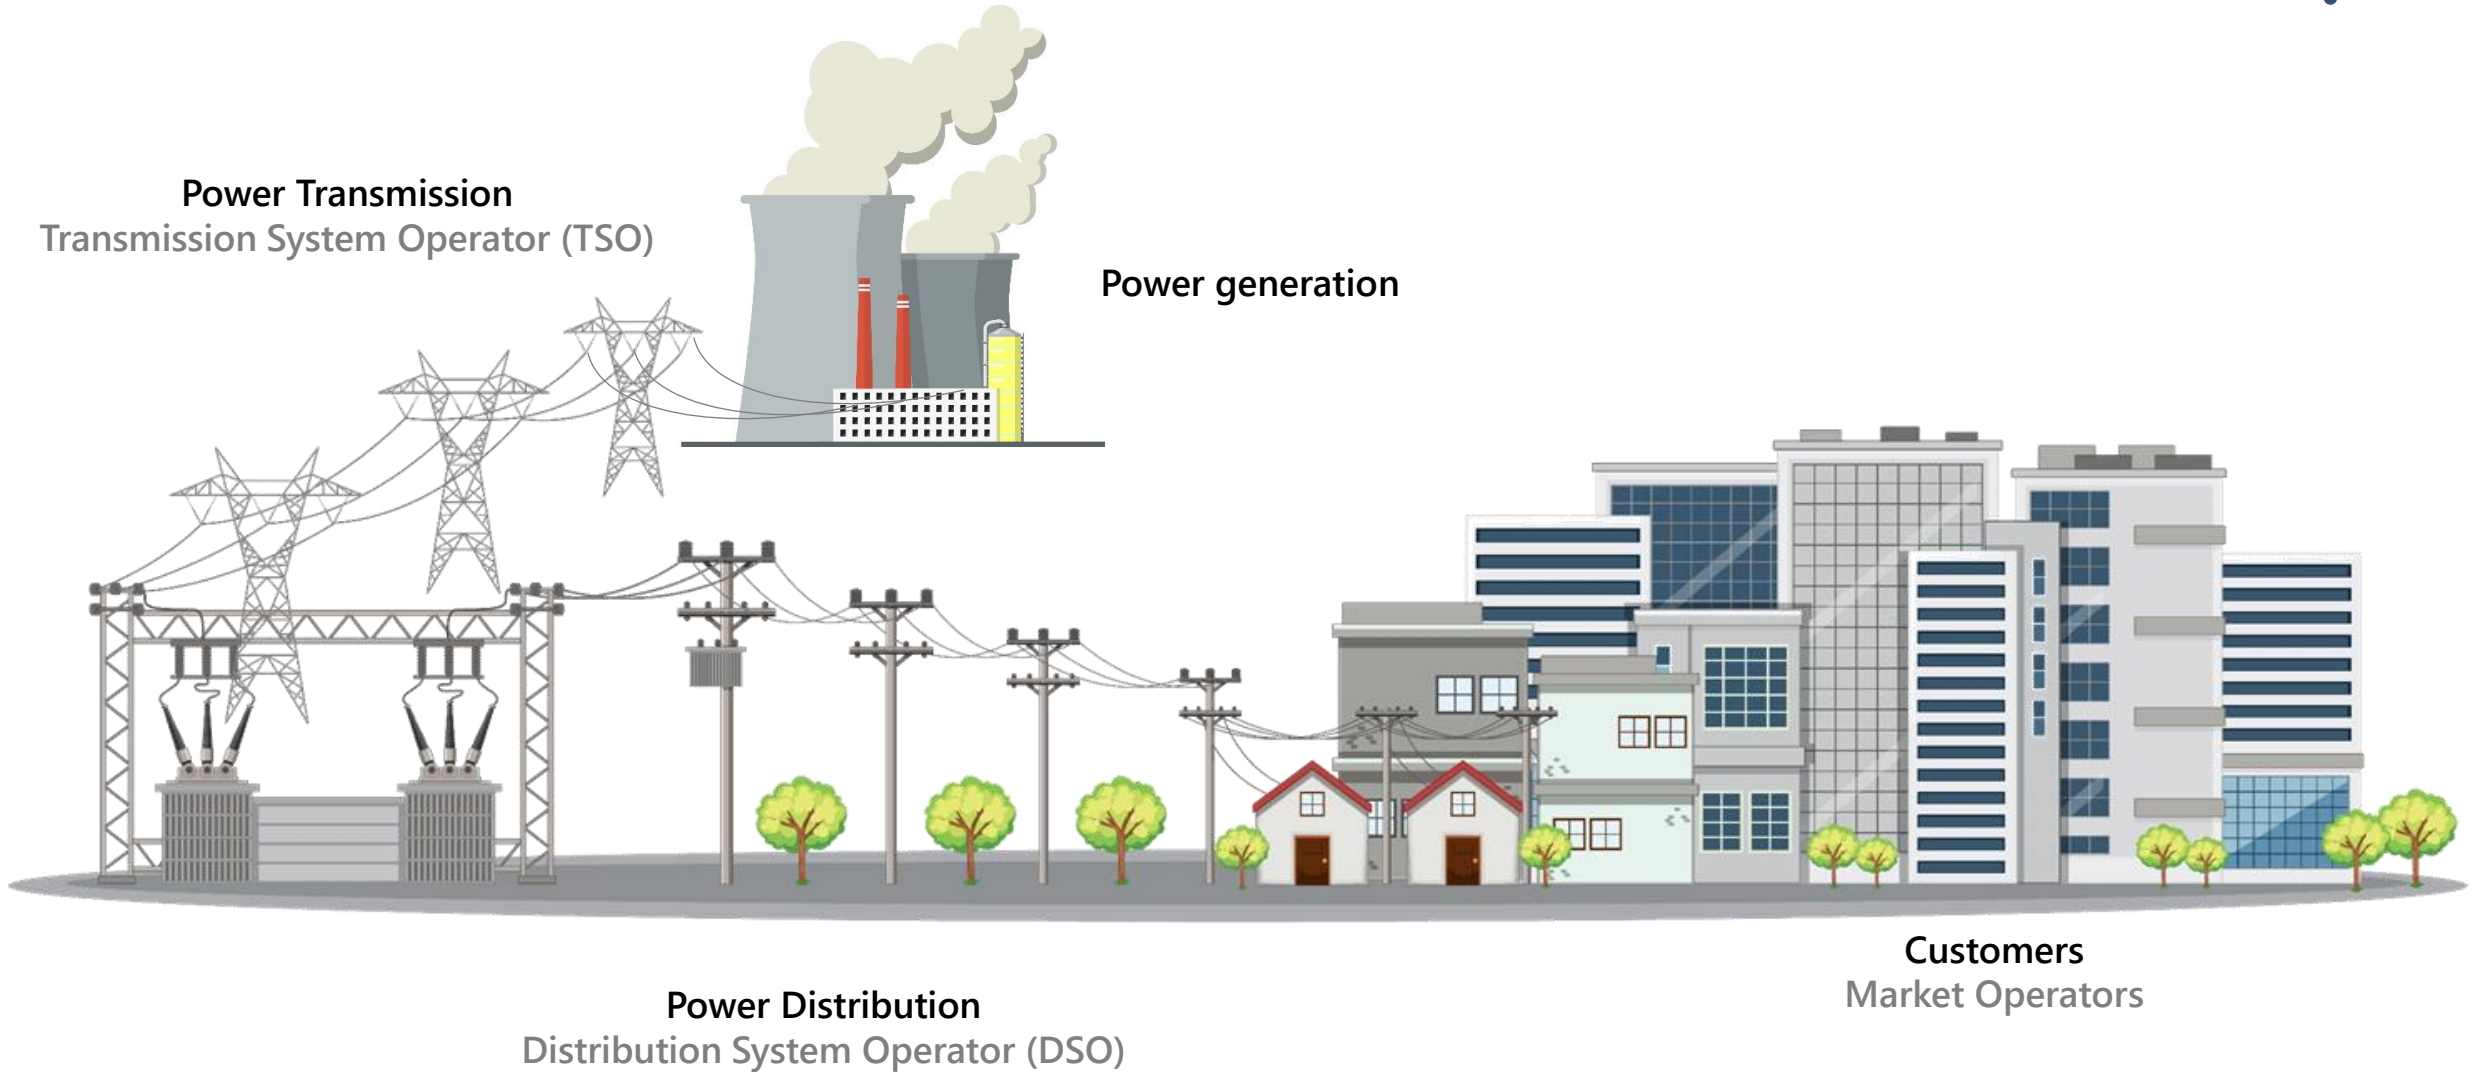 Power Transmission
Transmission System Operator (TSO)
Power generation
Customers
Market Operators
Power Distribution
Distribution System Operator (DSO)